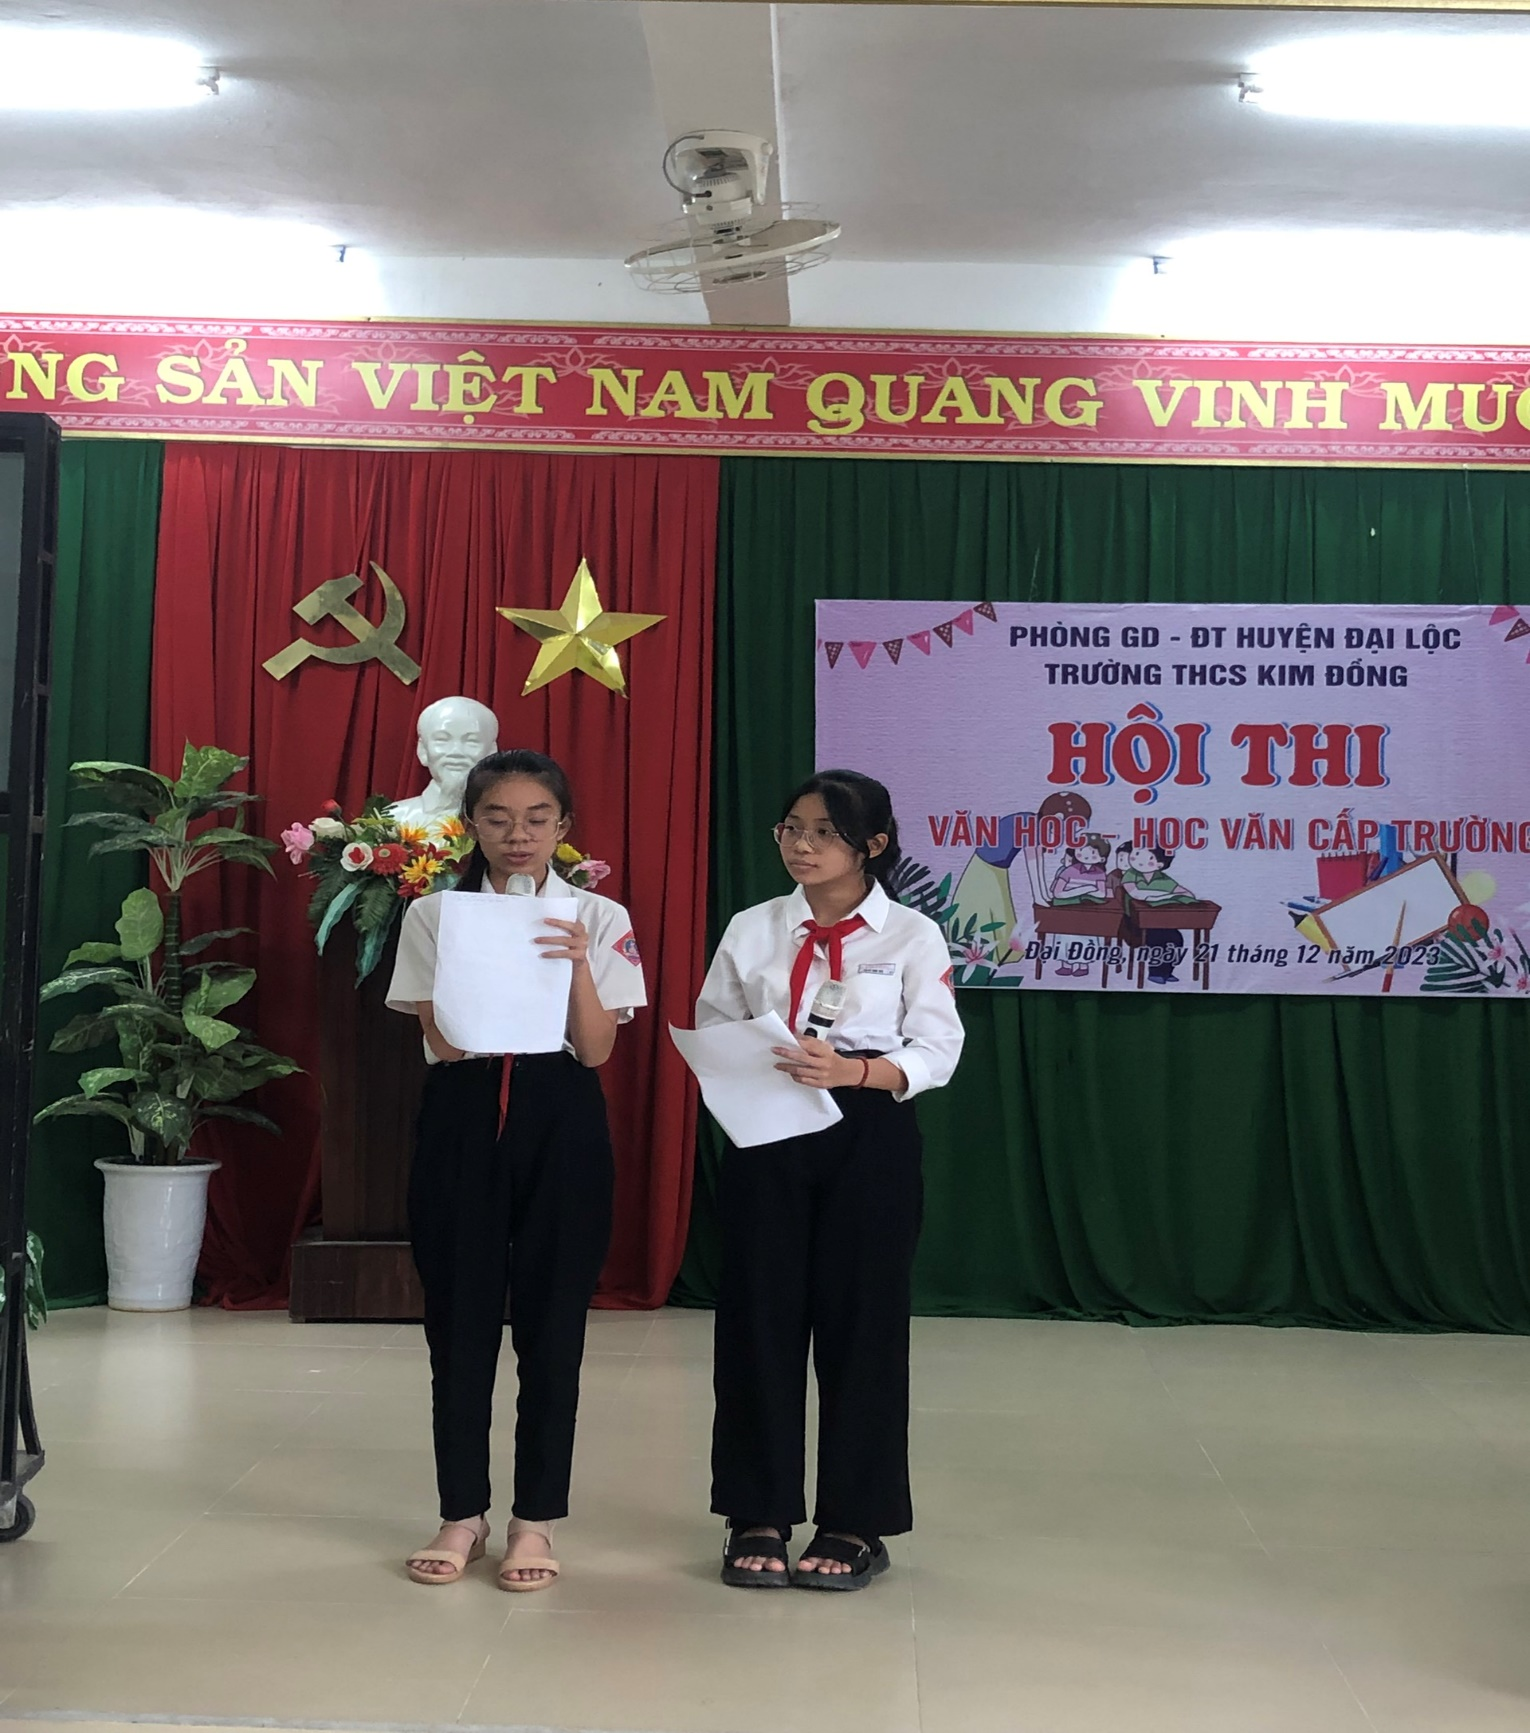 NG SẢN VIỆT NAM QUANG VINH MUÔ
PHÒNG GD - ĐT HUYỆN ĐẠI LỘC
TRƯỜNG THCS KIM ĐỒNG
HỘI THI
VĂN HỌC - HỌC VĂN CẤP TRƯỜNG
Đại Đồng, ngày 21 tháng 12 năm 2023